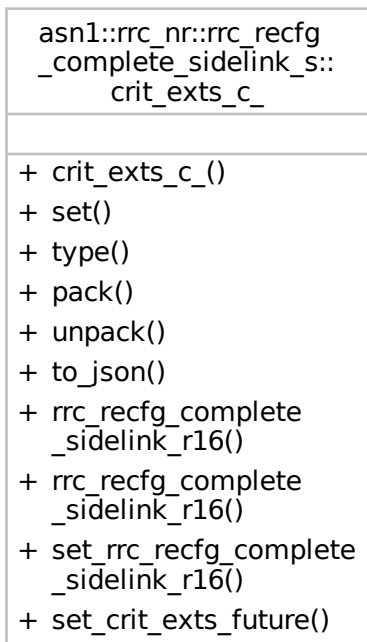 asn1::rrc_nr::rrc_recfg
_complete_sidelink_s::
crit_exts_c_
+ crit_exts_c_()
+ set()
+ type()
+ pack()
+ unpack()
+ to_json()
+ rrc_recfg_complete
_sidelink_r16()
+ rrc_recfg_complete
_sidelink_r16()
+ set_rrc_recfg_complete
_sidelink_r16()
+ set_crit_exts_future()